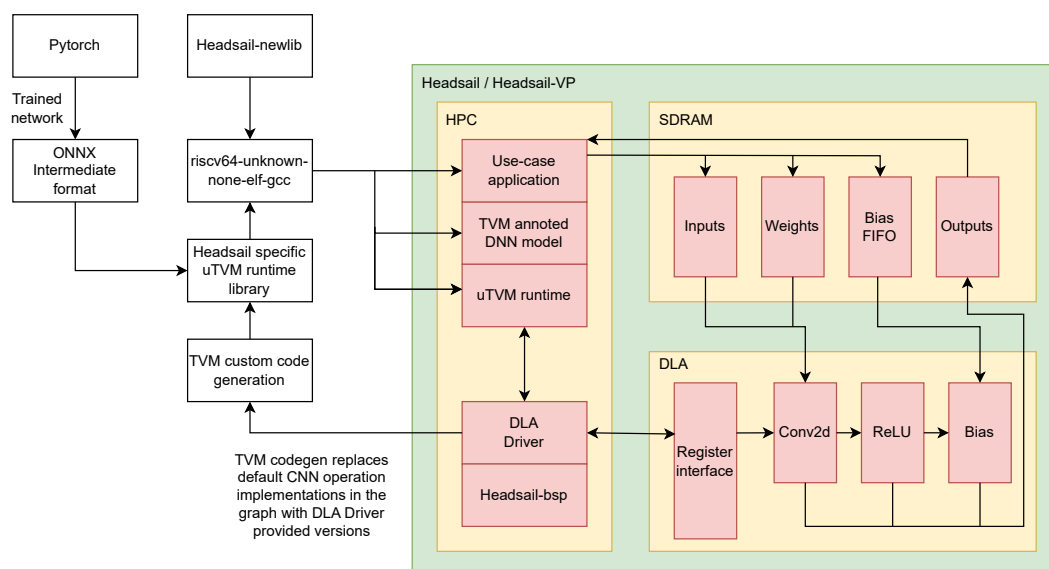 Pytorch
Headsail-newlib
Trained
network
ONNX
Intermediate
format
riscv64-unknown-
none-elf-gcc
Headsail specific
uTVM runtime
library
TVM custom code
generation
TVM codegen replaces
default CNN operation
implementations in the
graph with DLA Driver
provided versions
Headsail / Headsail-VP
HPC
Use-case
application
TVM annoted
DNN model
uTVM runtime
DLA
Driver
Headsail-bsp
SDRAM
Inputs
Weights
Bias
FIFO
Outputs
DLA
Register
interface
Conv2d
ReLU
Bias